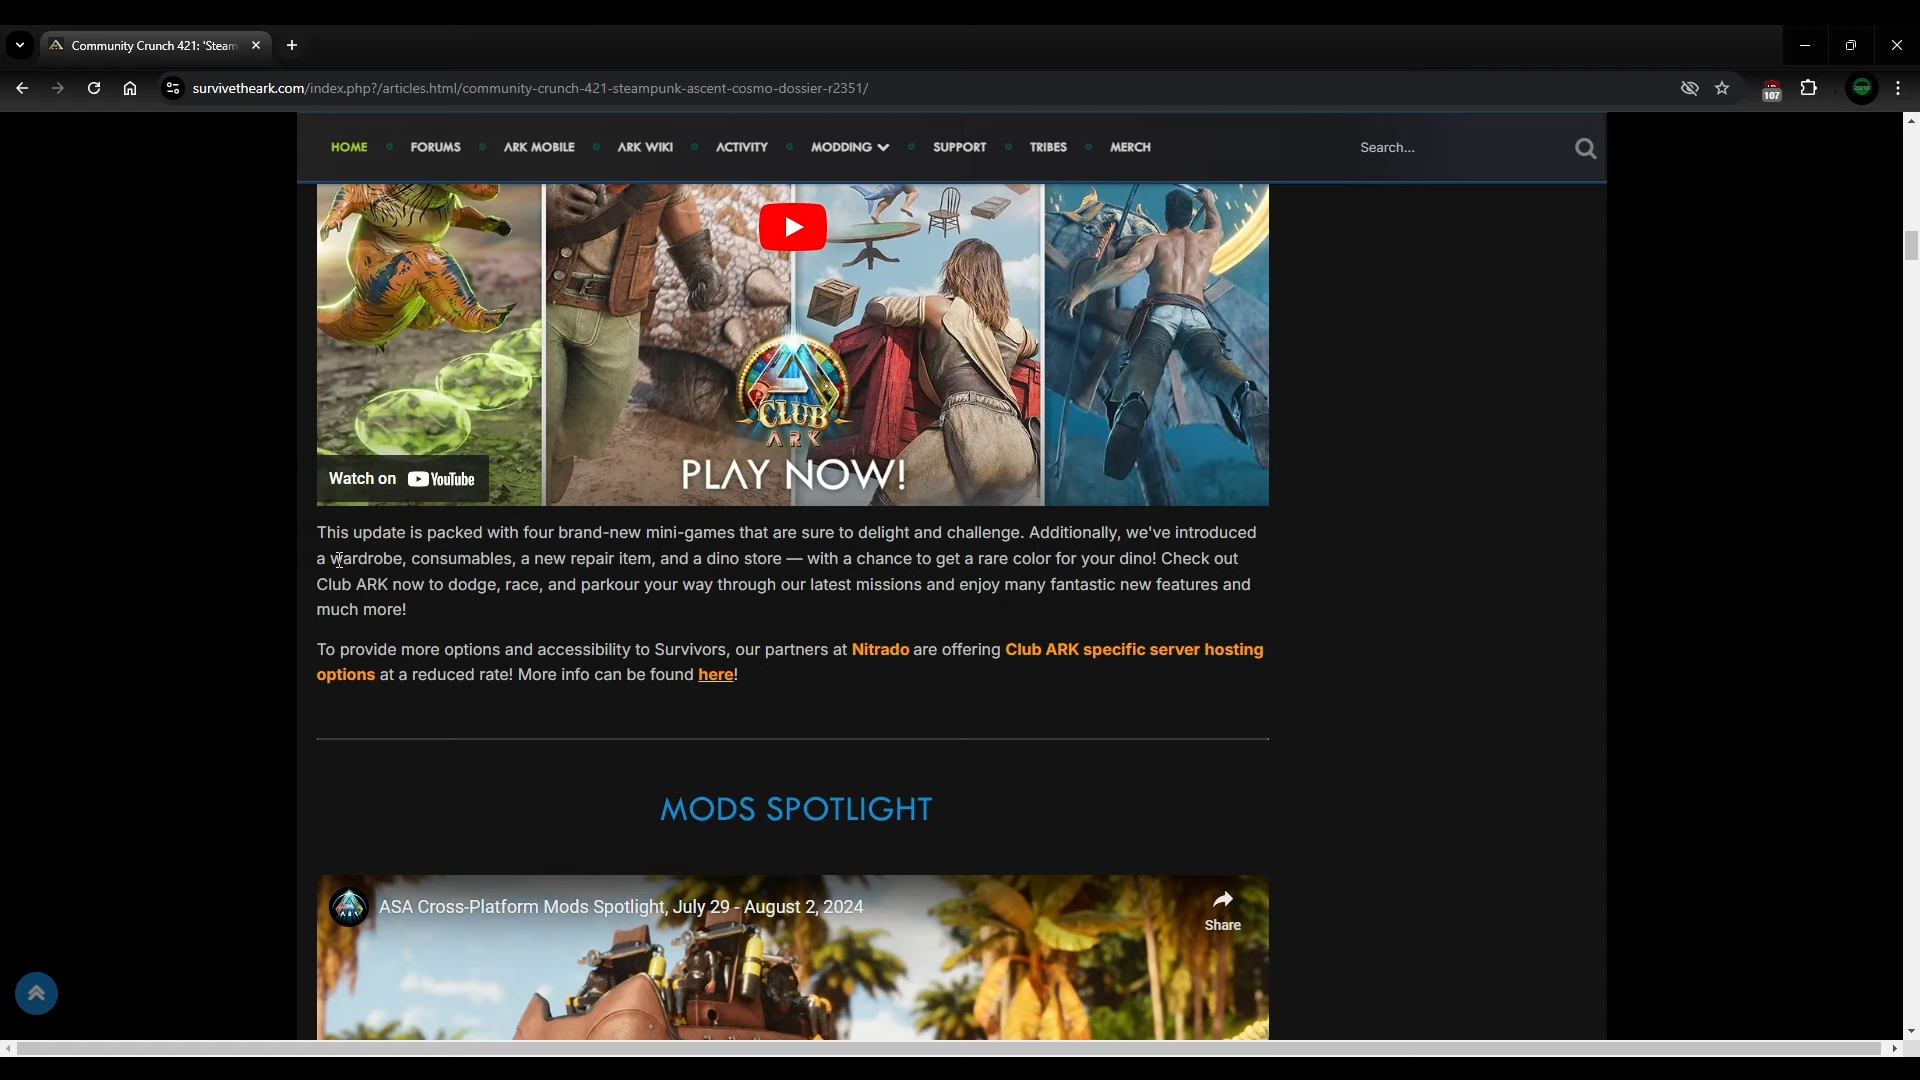 Community Crunch 421: 'Steam
survivetheark.com/index.php?/articles.html/community-crunch-421-steampunk-ascent-cosmo-dossier-r2351/
107
HOME
FORUMS
ARK MOBILE
ARK WIKI
ACTIVITY
MODDING
SUPPORT
TRIBES
MERCH
Search...
CLUB
ARK
PLAY NOW!
Watch on YouTube
This update is packed with four brand-new mini-games that are sure to delight and challenge. Additionally, we've introduced
a wardrobe, consumables, a new repair item, and a dino store — with a chance to get a rare color for your dino! Check out
Club ARK now to dodge, race, and parkour your way through our latest missions and enjoy many fantastic new features and
much more!
To provide more options and accessibility to Survivors, our partners at Nitrado are offering Club ARK specific server hosting
options at a reduced rate! More info can be found here!
MODS SPOTLIGHT
ASA Cross-Platform Mods Spotlight, July 29 - August 2, 2024
Share